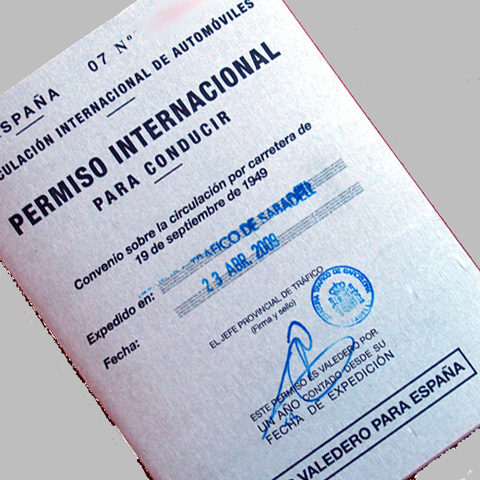 ESPAÑA 07 Nº
CULACIÓN INTERNACIONAL DE AUTOMÓVILES
PERMISO INTERNACIONAL
PARA CONDUCIR
Convenio sobre la circulación por carretera de
19 de septiembre de 1949
Expedido en: TRÁFICO DE SABADELL
Fecha: 23 ABR. 2009
EL JEFE PROVINCIAL DE TRÁFICO
(Firma y sello)
ESTE PERMISO ES VALEDERO POR
UN AÑO CONTADO DESDE SU
FECHA DE EXPEDICIÓN
VALEDERO PARA ESPAÑA